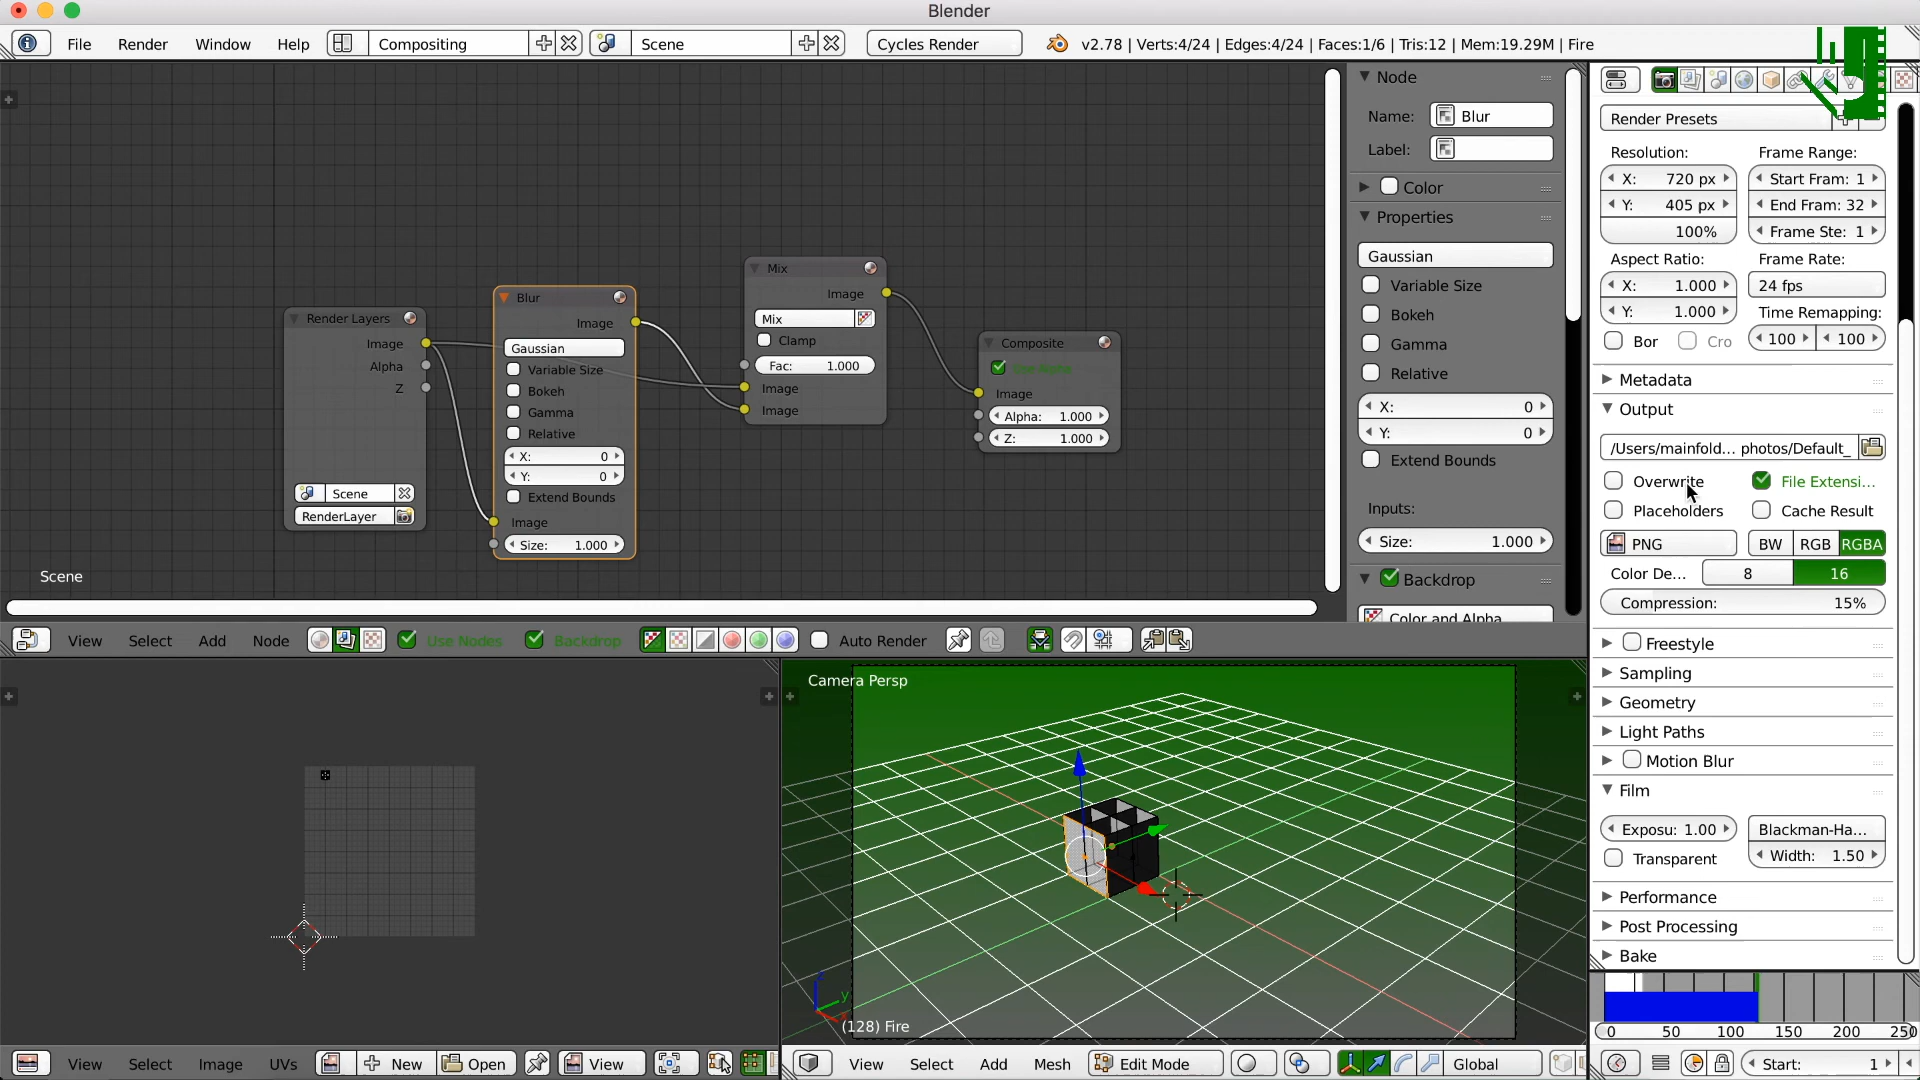 Blender
File Render Window Help Compositing Scene Cycles Render v2.78 | Verts:4/24 | Edges:4/24 | Faces:1/6 | Tris:12 | Mem:19.29M | Fire
Render Layers
Image
Alpha
Z
Scene
RenderLayer
Blur
Image
Gaussian
Variable Size
Bokeh
Gamma
Relative
X: 0
Y: 0
Extend Bounds
Image
Size: 1.000
Mix
Image
Mix
Clamp
Fac: 1.000
Image
Image
Composite
Use Alpha
Image
Alpha: 1.000
Z: 1.000
Scene
Node
Name: Blur
Label:
Color
Properties
Gaussian
Variable Size
Bokeh
Gamma
Relative
X: 0
Y: 0
Extend Bounds
Inputs:
Size: 1.000
Backdrop
Color and Alpha
View Select Add Node Use Nodes Backdrop Auto Render
Render Presets
Resolution: Frame Range:
X: 720 px Start Fram: 1
Y: 405 px End Fram: 32
100% Frame Ste: 1
Aspect Ratio: Frame Rate:
X: 1.000 24 fps
Y: 1.000 Time Remapping:
Bor Cro 100 100
Metadata
Output
/Users/mainfold... photos/Default_
Overwrite File Extensi...
Placeholders Cache Result
PNG BW RGB RGBA
Color De... 8 16
Compression: 15%
Freestyle
Sampling
Geometry
Light Paths
Motion Blur
Film
Exposu: 1.00 Blackman-Ha...
Transparent Width: 1.50
Performance
Post Processing
Bake
0 50 100 150 200 250
Start: 1
Camera Persp
y
(128) Fire
View Select Image UVs New Open View
View Select Add Mesh Edit Mode Global